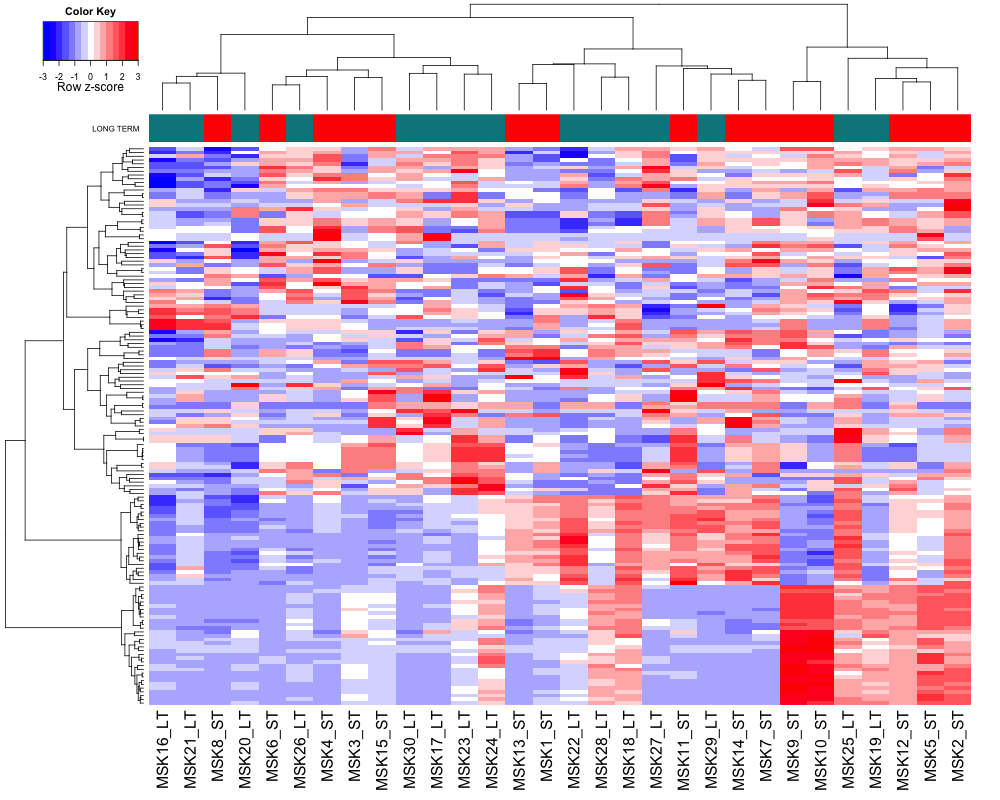 Color Key
-3 -2 -1 0 1 2 3
Row z-score
LONG TERM
MSK16_LT
MSK21_LT
MSK8_ST
MSK20_LT
MSK6_ST
MSK26_LT
MSK4_ST
MSK3_ST
MSK15_ST
MSK30_LT
MSK17_LT
MSK23_LT
MSK24_LT
MSK13_ST
MSK1_ST
MSK22_LT
MSK28_LT
MSK18_LT
MSK27_LT
MSK11_ST
MSK29_LT
MSK14_ST
MSK7_ST
MSK9_ST
MSK10_ST
MSK25_LT
MSK19_LT
MSK12_ST
MSK5_ST
MSK2_ST